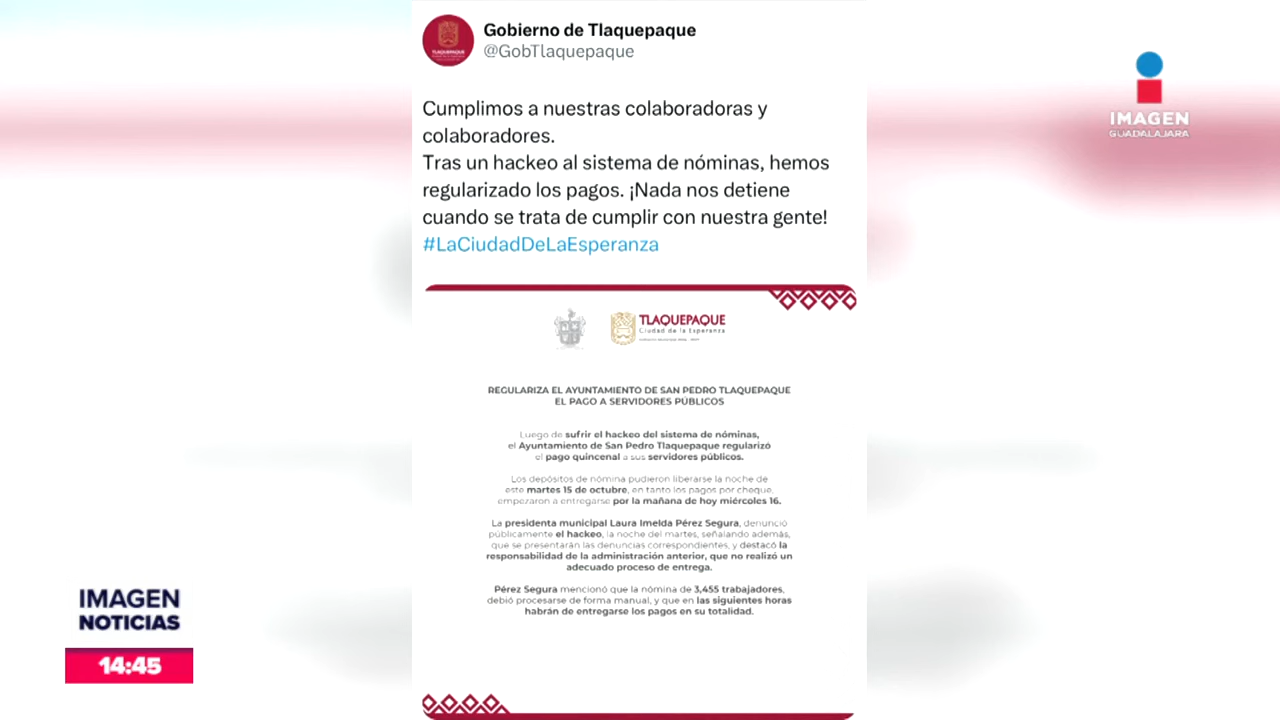 Gobierno de Tlaquepaque
@GobTlaquepaque
IMAGEN
GUADALAJARA
Cumplimos a nuestras colaboradoras y
colaboradores.
Tras un hackeo al sistema de nóminas, hemos
regularizado los pagos. ¡Nada nos detiene
cuando se trata de cumplir con nuestra gente!
#LaCiudadDeLaEsperanza
TLAQUEPAQUE
Ciudad de la Esperanza
REGULARIZA EL AYUNTAMIENTO DE SAN PEDRO TLAQUEPAQUE
EL PAGO A SERVIDORES PÚBLICOS
Luego de sufrir el hackeo del sistema de nóminas,
el Ayuntamiento de San Pedro Tlaquepaque regularizó
el pago quincenal a sus servidores públicos.
Los depósitos de nómina pudieron liberarse la noche de
este martes 15 de octubre, en tanto los pagos por cheque,
empezaron a entregarse por la mañana de hoy miércoles 16.
La presidenta municipal Laura Imelda Pérez Segura, denunció
públicamente el hackeo, la noche del martes, señalando además,
que se presentarán las denuncias correspondientes, y destacó la
responsabilidad de la administración anterior, que no realizó un
adecuado proceso de entrega.
Pérez Segura mencionó que la nómina de 3,455 trabajadores,
debió procesarse de forma manual, y que en las siguientes horas
habrán de entregarse los pagos en su totalidad.
IMAGEN
NOTICIAS
14:45